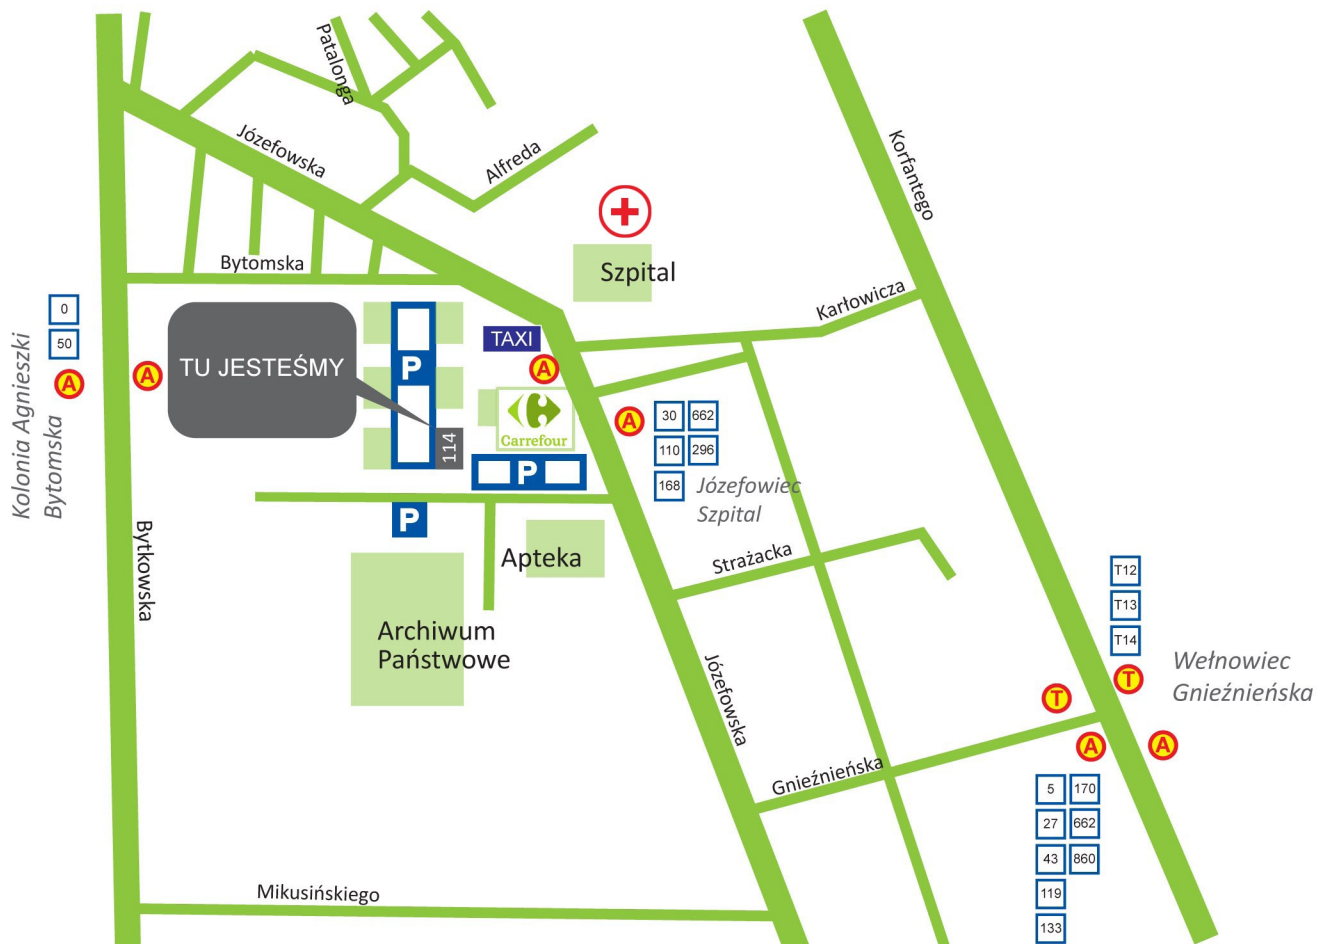 Patalonga
Józefowska
Alfreda
Korfantego
Bytomska
Szpital
Karłowicza
0
50
Kolonia Agnieszki
Bytomska
A
A
TU JESTEŚMY
P
TAXI
A
Carrefour
114
P
P
A
30 662
110 296
168
Józefowiec
Szpital
Bytkowska
Apteka
Strażacka
Archiwum
Państwowe
T12
T13
T14
T
T
Wełnowiec
Gnieźnieńska
Józefowska
A
A
Gnieźnieńska
5 170
27 662
43 860
119
133
Mikusińskiego